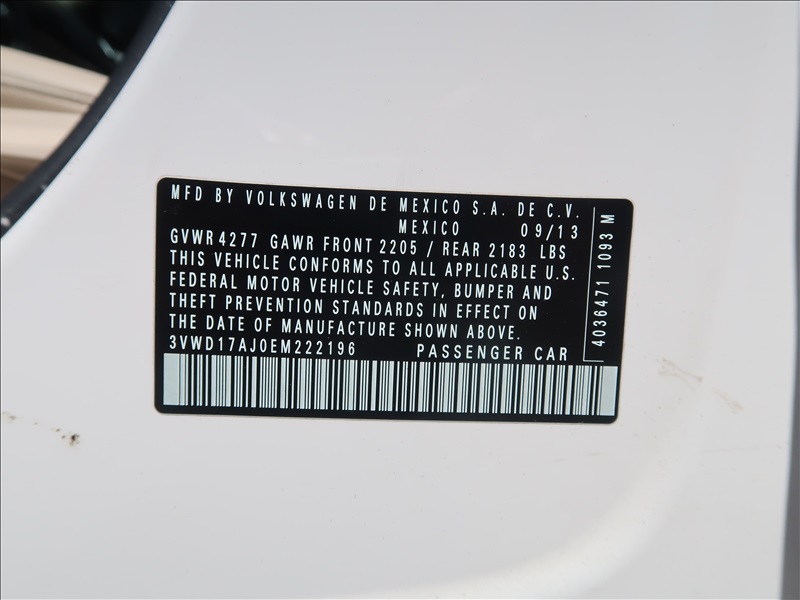 MFD BY VOLKSWAGEN DE MEXICO S.A. DE C.V.
MEXICO 09/13
GVWR 4277 GAWR FRONT 2205 / REAR 2183 LBS
THIS VEHICLE CONFORMS TO ALL APPLICABLE U.S.
FEDERAL MOTOR VEHICLE SAFETY, BUMPER AND
THEFT PREVENTION STANDARDS IN EFFECT ON
THE DATE OF MANUFACTURE SHOWN ABOVE.
3VWD17AJ0EM222196 PASSENGER CAR
4036471 1093 M